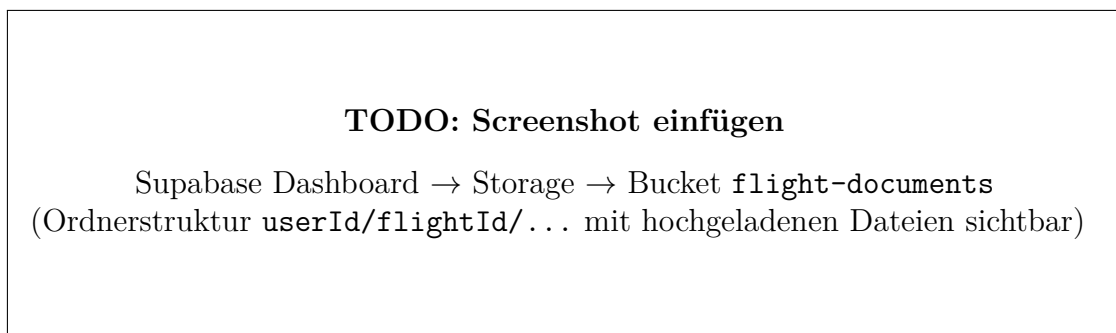 TODO: Screenshot einfügen
Supabase Dashboard → Storage → Bucket flight-documents
(Ordnerstruktur userId/flightId/... mit hochgeladenen Dateien sichtbar)